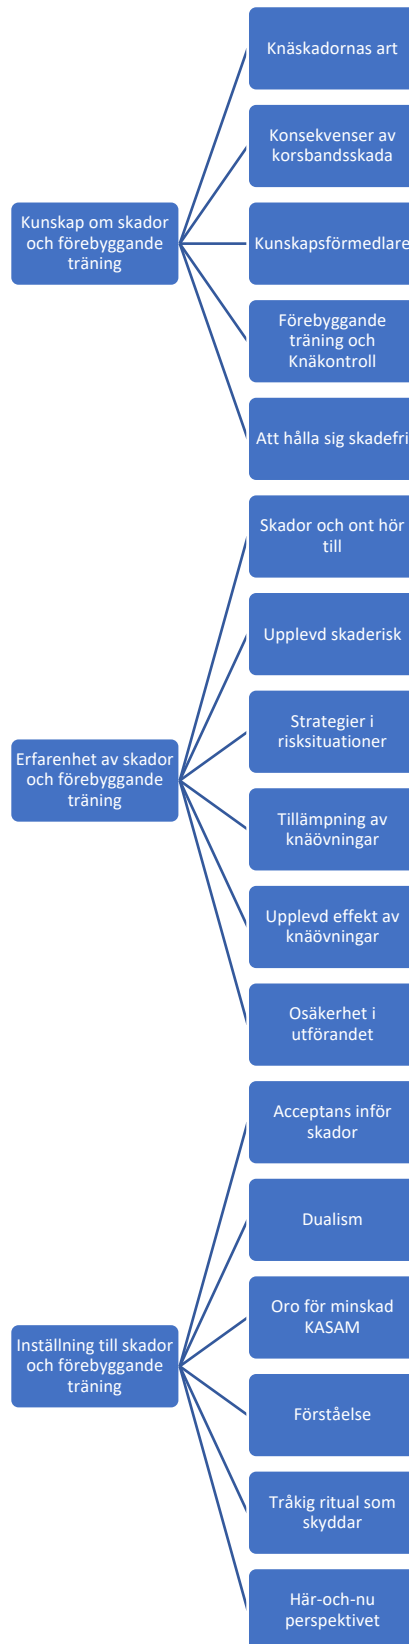 Kunskap om skador
och förebyggande
träning
Knäskadornas art
Konsekvenser av
korsbandsskada
Kunskapsförmedlare
Förebyggande
träning och
Knäkontroll
Att hålla sig skadefri
Erfarenhet av skador
och förebyggande
träning
Skador och ont hör
till
Upplevd skaderisk
Strategier i
risksituationer
Tillämpning av
knäövningar
Upplevd effekt av
knäövningar
Osäkerhet i
utförandet
Inställning till skador
och förebyggande
träning
Acceptans inför
skador
Dualism
Oro för minskad
KASAM
Förståelse
Tråkig ritual som
skyddar
Här-och-nu
perspektivet